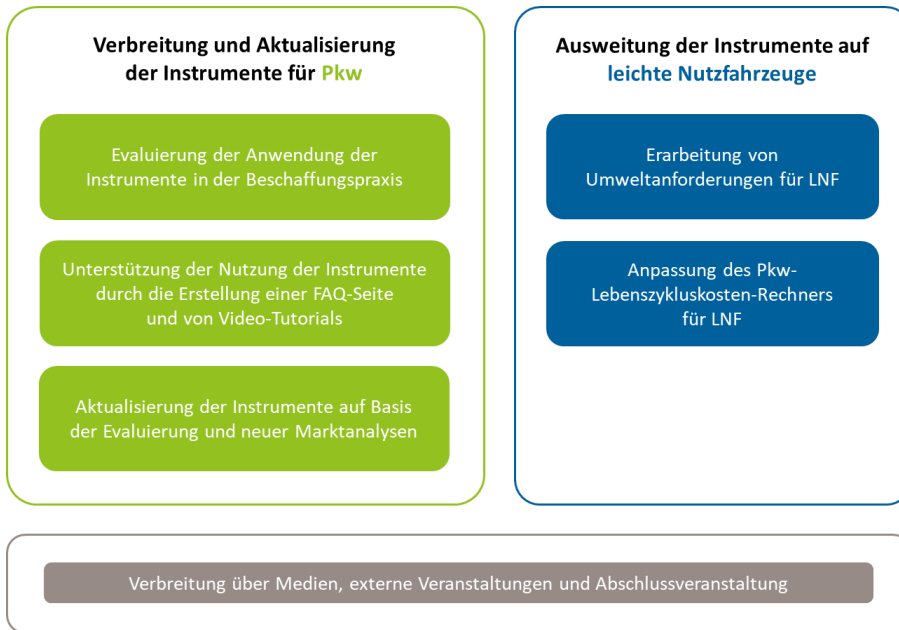 Verbreitung und Aktualisierung
der Instrumente für Pkw
Evaluierung der Anwendung der
Instrumente in der Beschaffungspraxis
Unterstützung der Nutzung der Instrumente
durch die Erstellung einer FAQ-Seite
und von Video-Tutorials
Aktualisierung der Instrumente auf Basis
der Evaluierung und neuer Marktanalysen
Ausweitung der Instrumente auf
leichte Nutzfahrzeuge
Erarbeitung von
Umweltanforderungen für LNF
Anpassung des Pkw-
Lebenszykluskosten-Rechners
für LNF
Verbreitung über Medien, externe Veranstaltungen und Abschlussveranstaltung